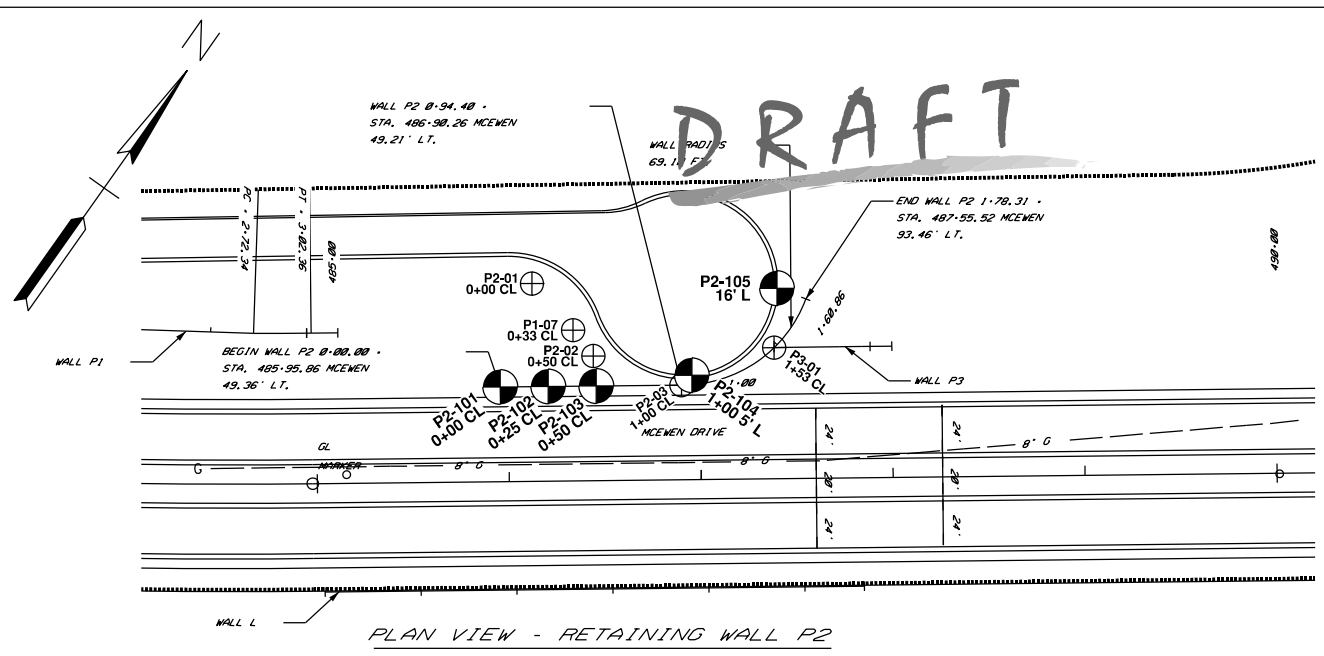 N
DRAFT
WALL P2 0+94.40 -
STA. 486+90.26 MCEWEN
49.21' LT.
WALL RADIUS
END WALL P2 1+78.31 -
STA. 487+55.52 MCEWEN
93.46' LT.
PC + 2+72.34
PT + 3+02.36
485+00
490+00
P2-01
0+00 CL
P2-105
16' L
P1-07
0+33 CL
P2-02
0+50 CL
1+60.86
WALL P1
BEGIN WALL P2 0+00.00 -
STA. 485+95.86 MCEWEN
49.36' LT.
P3-01
1+53 CL
WALL P3
P2-101
0+00 CL
P2-102
0+25 CL
P2-103
0+50 CL
P2-03
1+00 CL
P2-104
1+00 5' L
MCEWEN DRIVE
GL
MARKER
G
8" G
8" G
8" G
24'
20'
24'
24'
20'
24'
WALL L
PLAN VIEW - RETAINING WALL P2